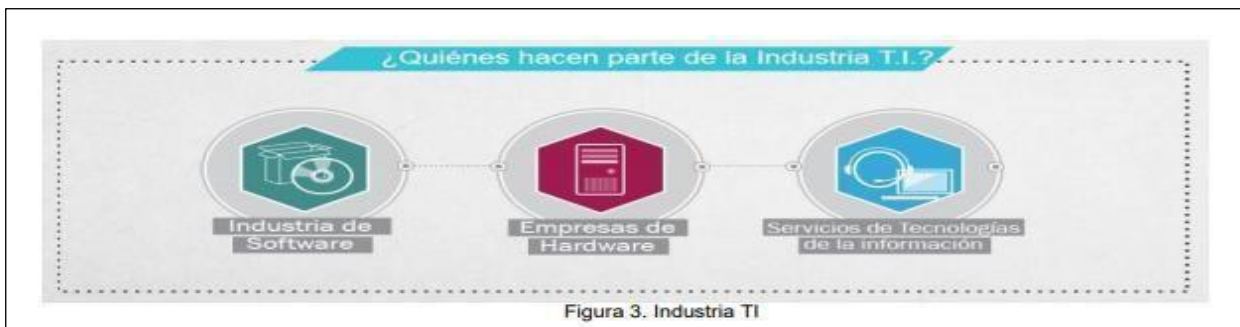 ¿Quiénes hacen parte de la Industria T.I.?
Industria de
Software
Empresas de
Hardware
Servicios de Tecnologías
de la información
Figura 3. Industria TI